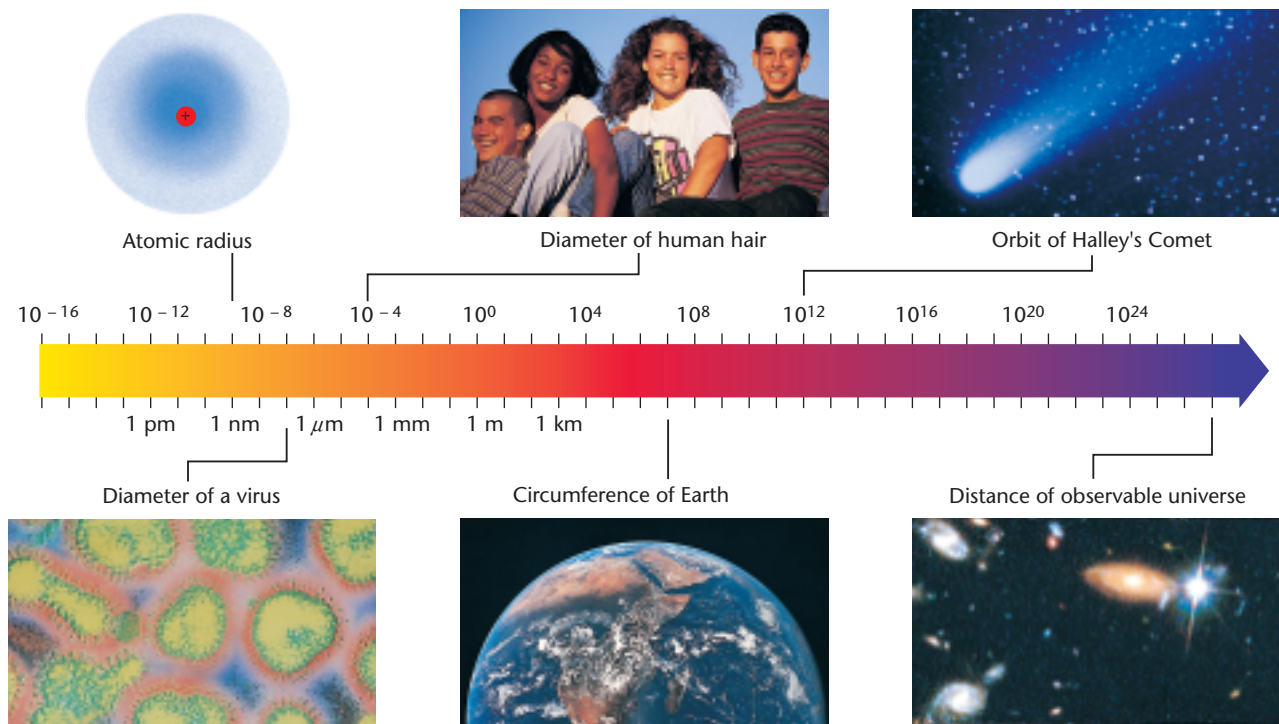 +
Atomic radius
Diameter of human hair
Orbit of Halley's Comet
10⁻¹⁶ 10⁻¹² 10⁻⁸ 10⁻⁴ 10⁰ 10⁴ 10⁸ 10¹² 10¹⁶ 10²⁰ 10²⁴
1 pm 1 nm 1 μm 1 mm 1 m 1 km
Diameter of a virus
Circumference of Earth
Distance of observable universe